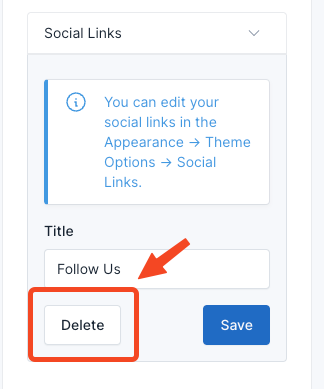 Social Links
You can edit your
social links in the
Appearance → Theme
Options → Social
Links.
Title
Follow Us
Delete
Save